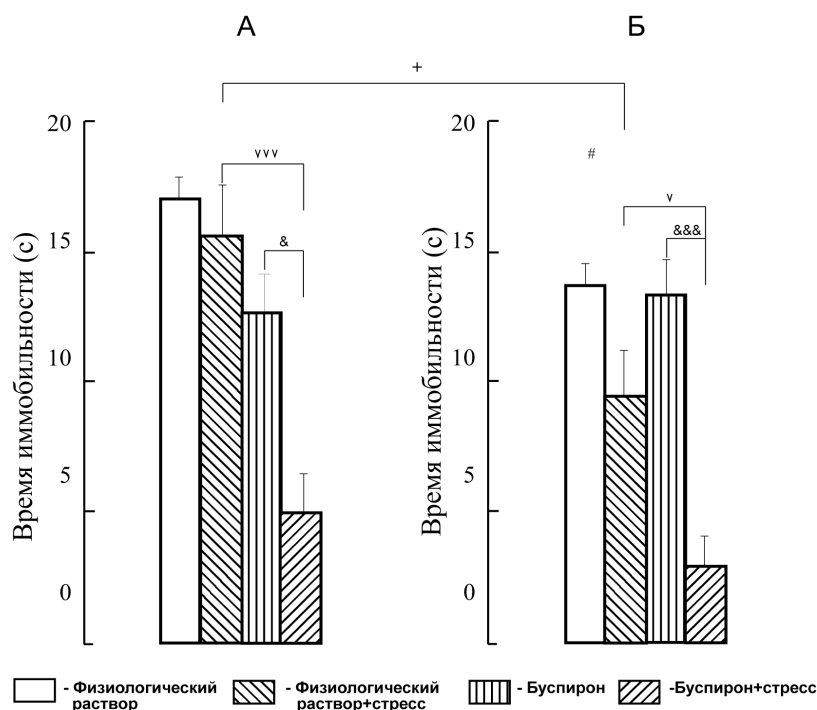 А
Б
+
20
15
10
5
0
Время иммобильности (с)
vvv
&
20
15
10
5
0
Время иммобильности (с)
#
v
&&&
- Физиологический
раствор
- Физиологический
раствор+стресс
- Буспирон
-Буспирон+стресс